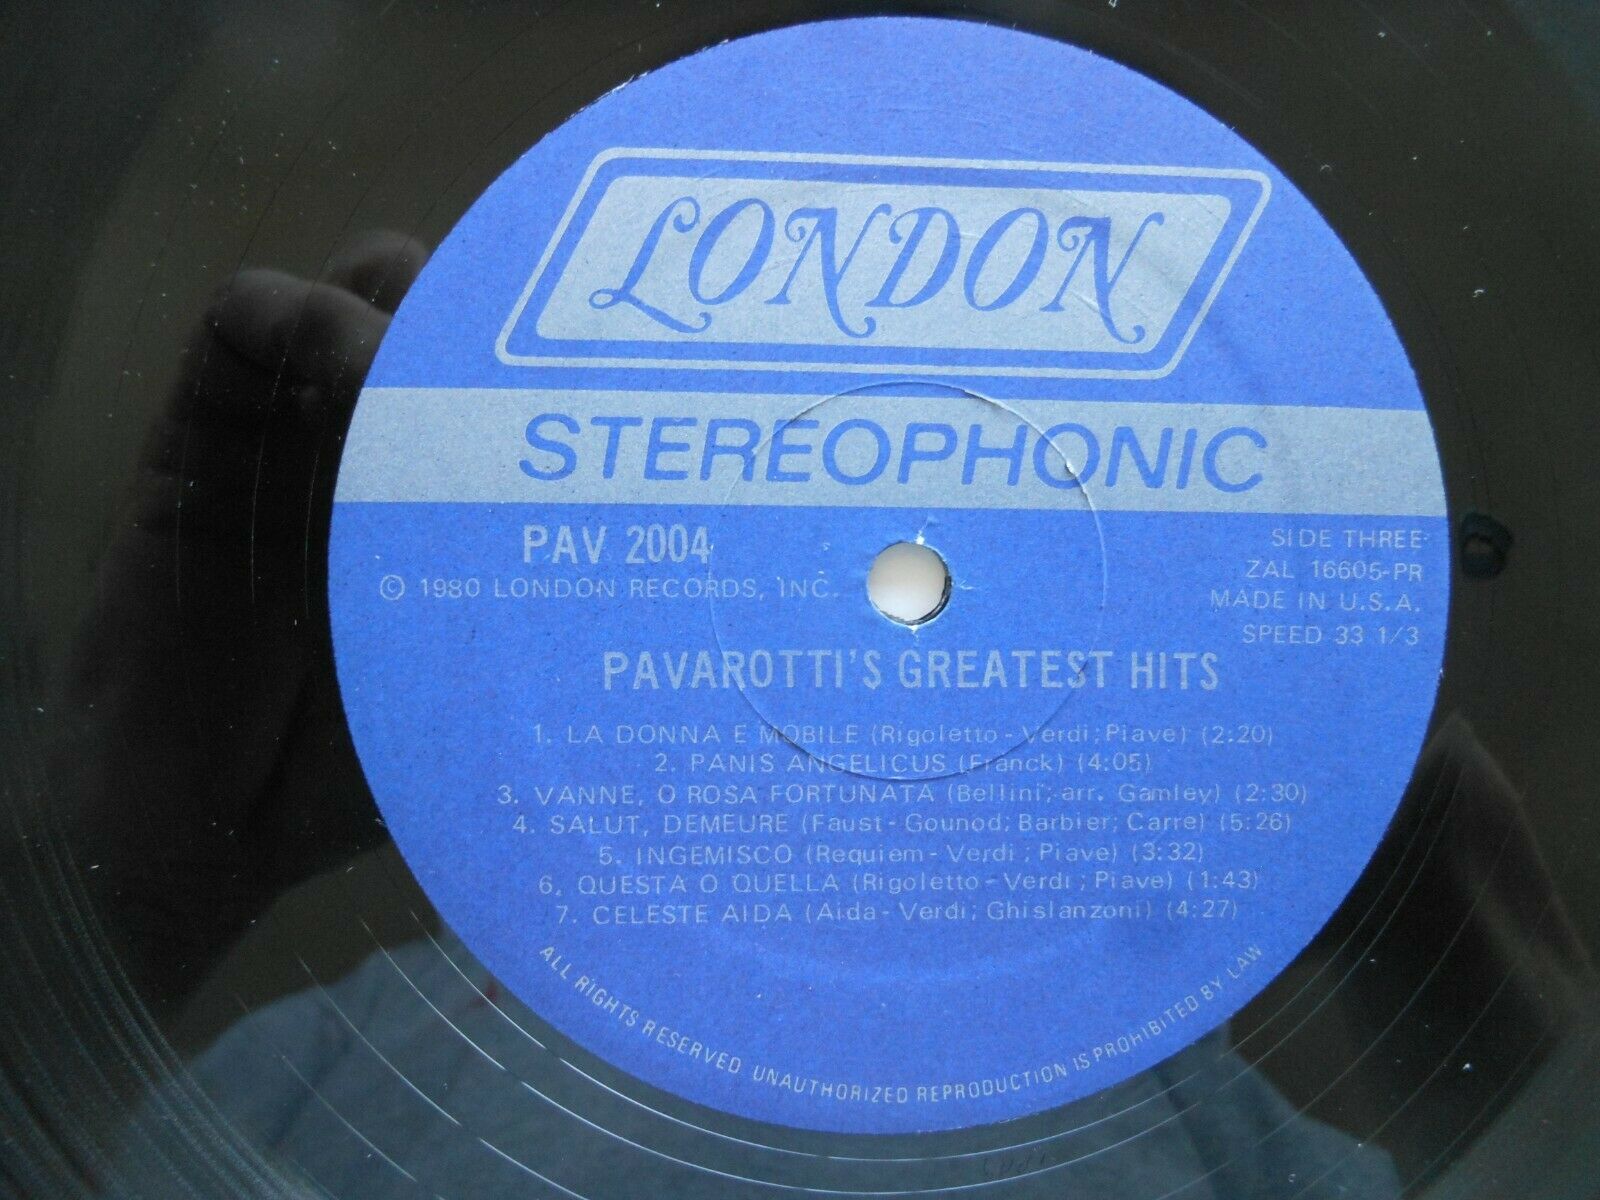 LONDON
STEREOPHONIC
PAV 2004
© 1980 LONDON RECORDS, INC.
SIDE THREE
ZAL 16605-PR
MADE IN U.S.A.
SPEED 33 1/3
PAVAROTTI'S GREATEST HITS
1. LA DONNA E MOBILE (Rigoletto - Verdi; Piave) (2:20)
2. PANIS ANGELICUS (Franck) (4:05)
3. VANNE, O ROSA FORTUNATA (Bellini; arr. Gamley) (2:30)
4. SALUT, DEMEURE (Faust - Gounod; Barbier; Carre) (5:26)
5. INGEMISCO (Requiem - Verdi; Piave) (3:32)
6. QUESTA O QUELLA (Rigoletto - Verdi; Piave) (1:43)
7. CELESTE AIDA (Aida - Verdi; Ghislanzoni) (4:27)
ALL RIGHTS RESERVED UNAUTHORIZED REPRODUCTION IS PROHIBITED BY LAW